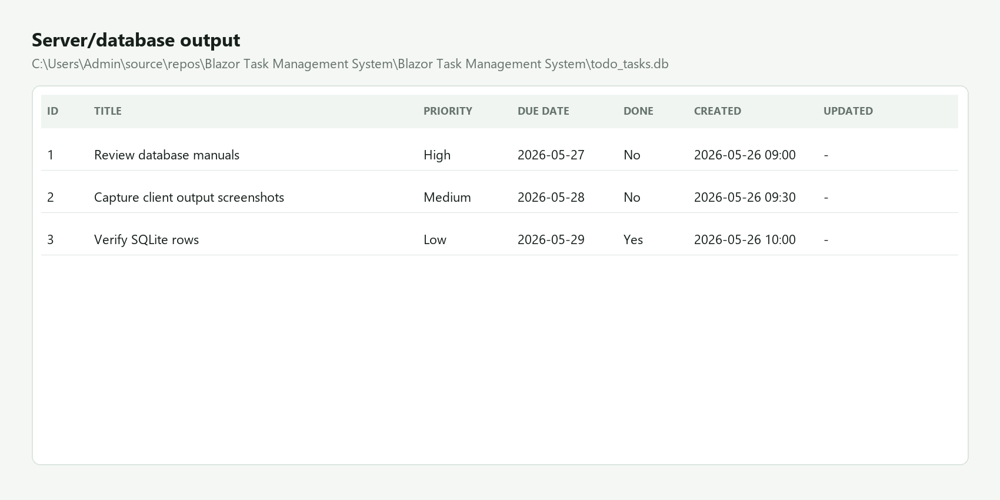 Server/database output
C:\Users\Admin\source\repos\Blazor Task Management System\Blazor Task Management System\todo_tasks.db
ID TITLE PRIORITY DUE DATE DONE CREATED UPDATED
1 Review database manuals High 2026-05-27 No 2026-05-26 09:00 -
2 Capture client output screenshots Medium 2026-05-28 No 2026-05-26 09:30 -
3 Verify SQLite rows Low 2026-05-29 Yes 2026-05-26 10:00 -